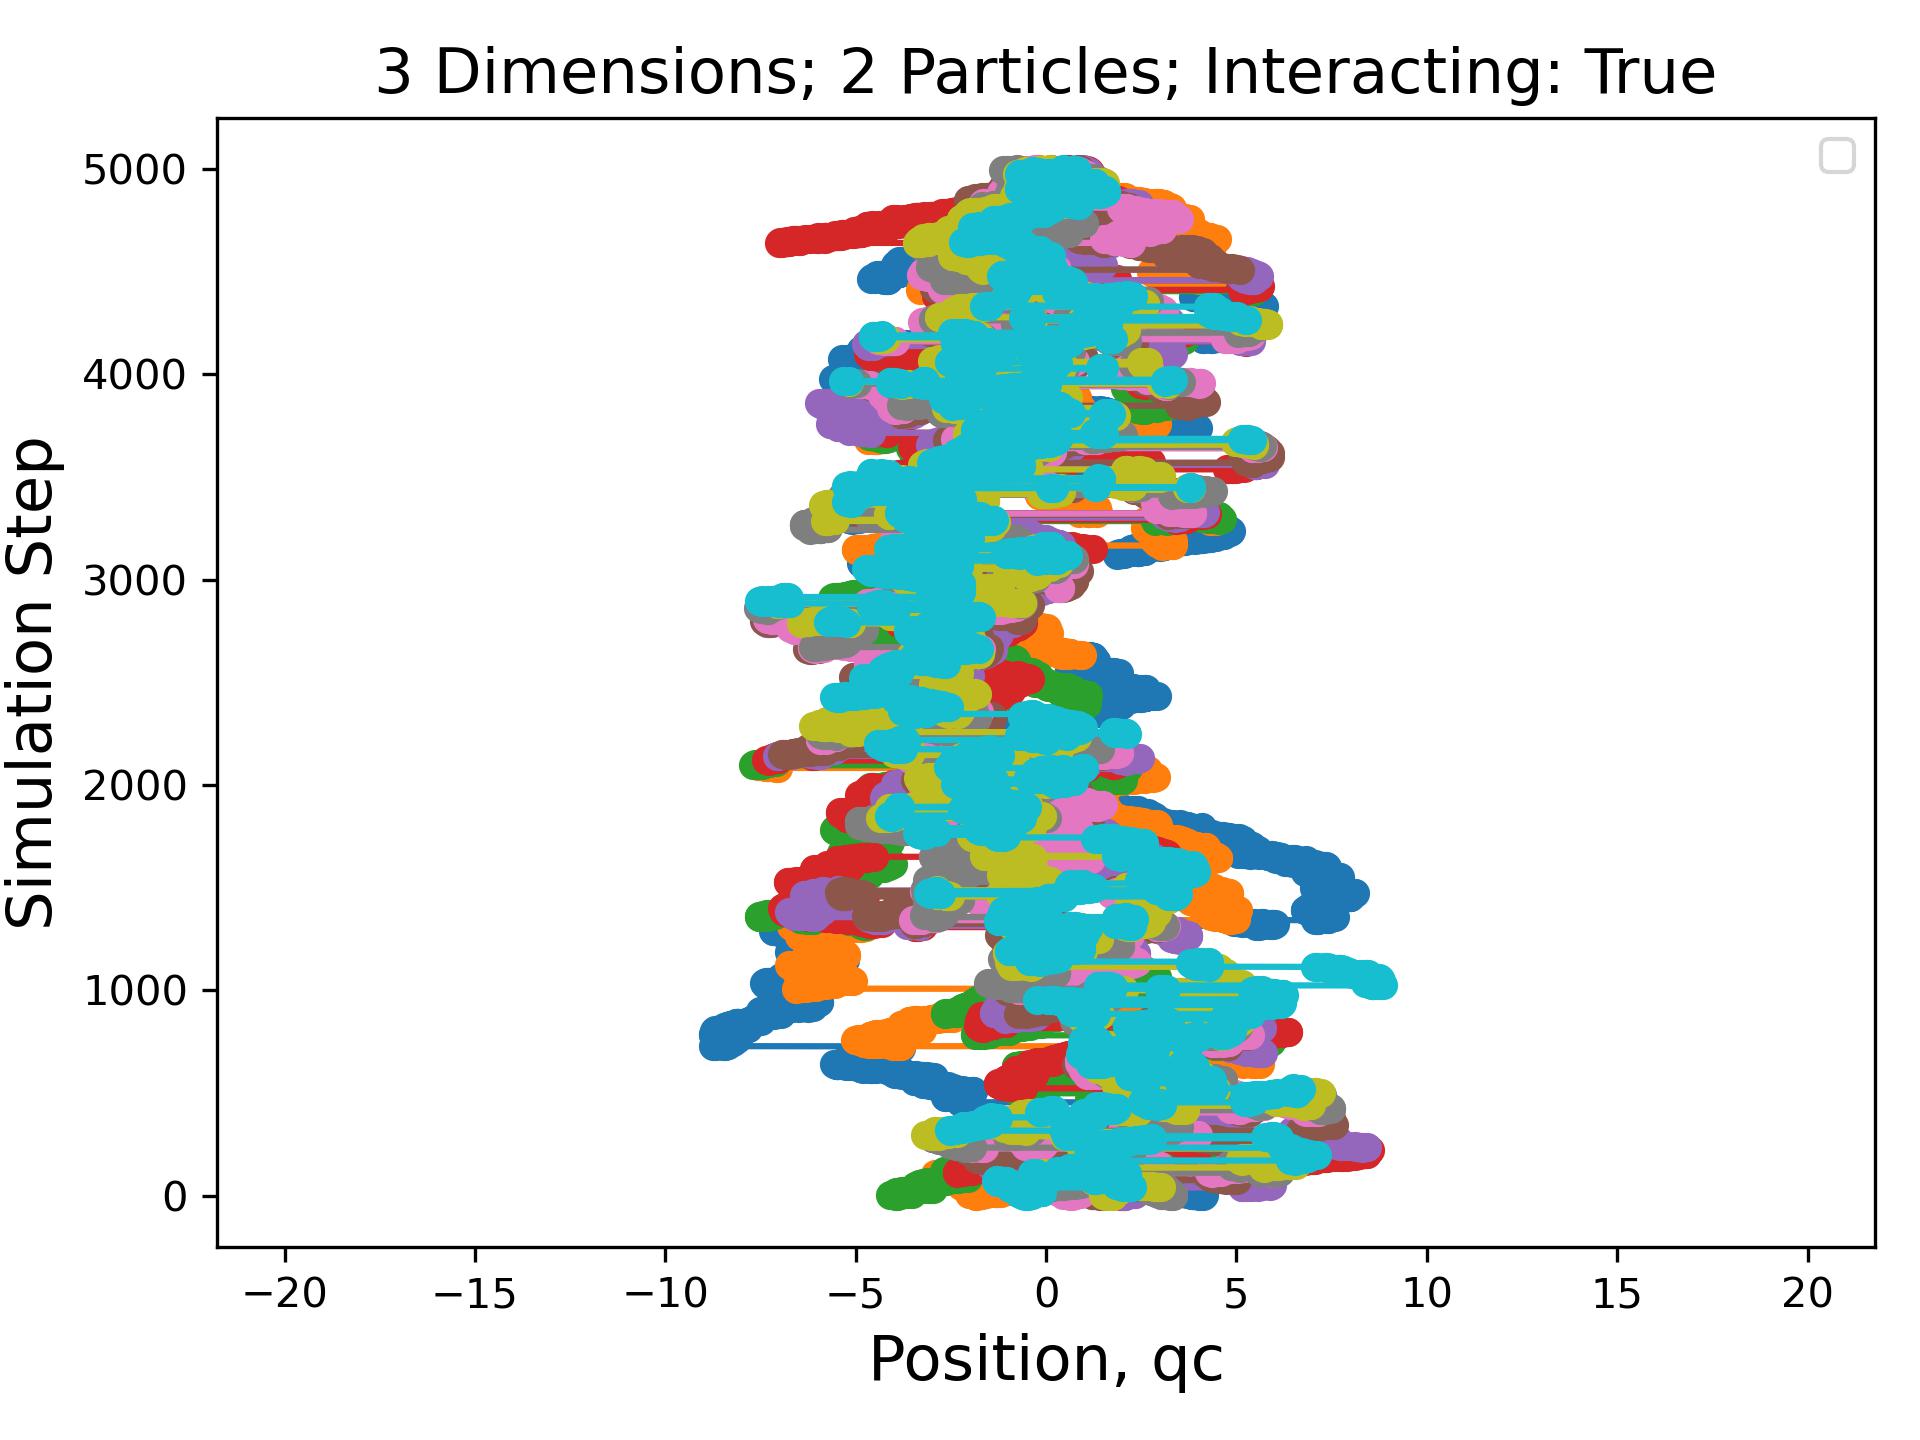 3 Dimensions; 2 Particles; Interacting: True
Simulation Step
5000
4000
3000
2000
1000
0
−20 −15 −10 −5 0 5 10 15 20
Position, qc